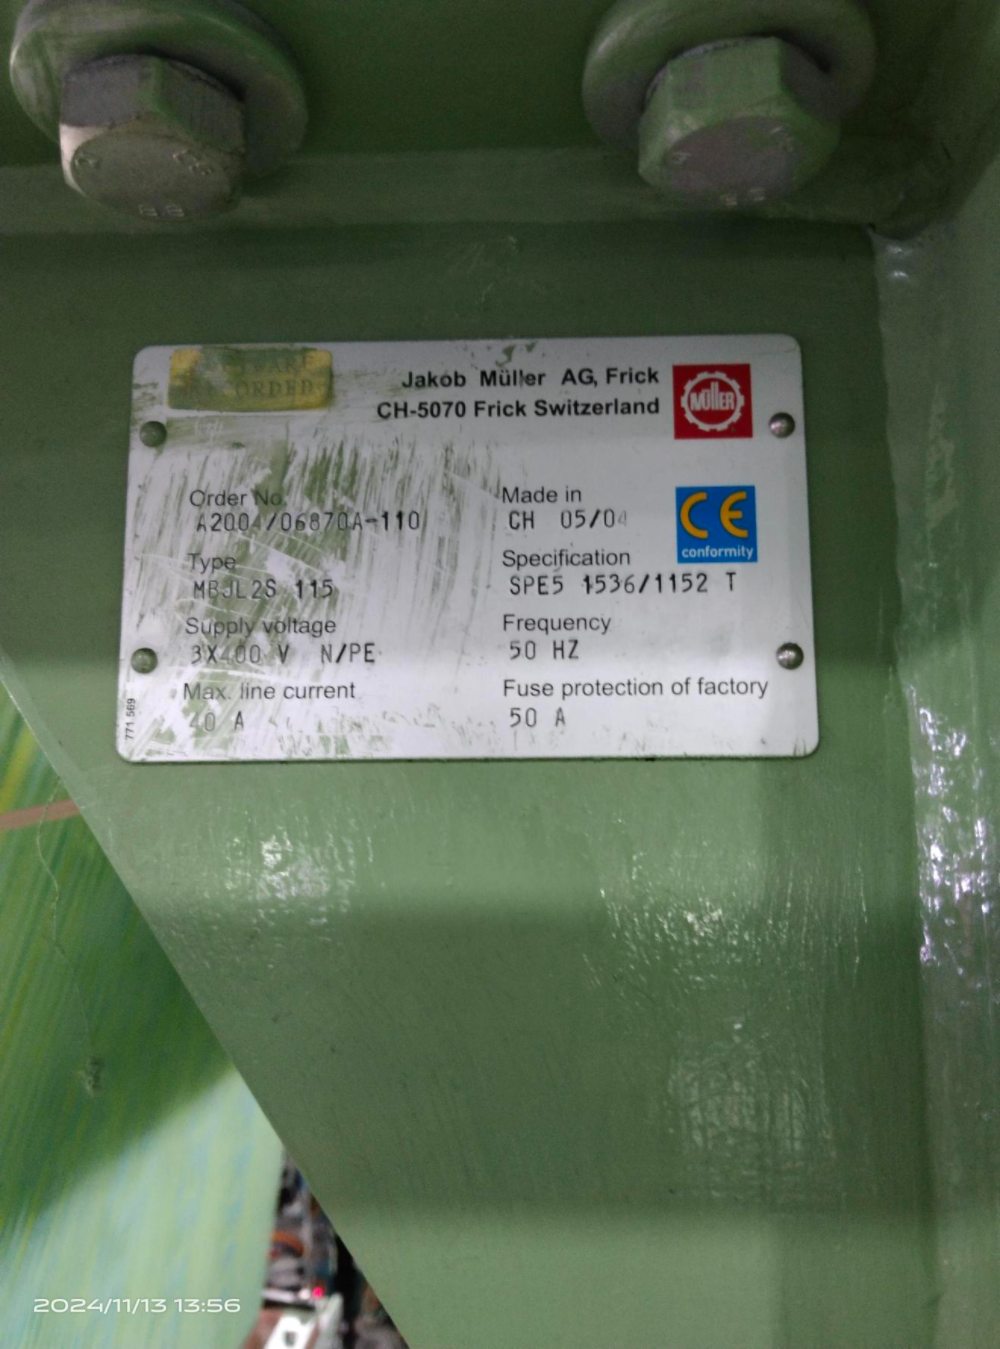 ORDED
Jakob Müller AG, Frick
CH-5070 Frick Switzerland
MÜLLER
Order No.
A2004/06870A-110
Made in
CH 05/04
CE
conformity
Type
MBJL2S 115
Specification
SPE5 1536/1152 T
Supply voltage
3X400 V N/PE
Frequency
50 HZ
Max. line current
40 A
Fuse protection of factory
50 A
771 569
2024/11/13 13:56